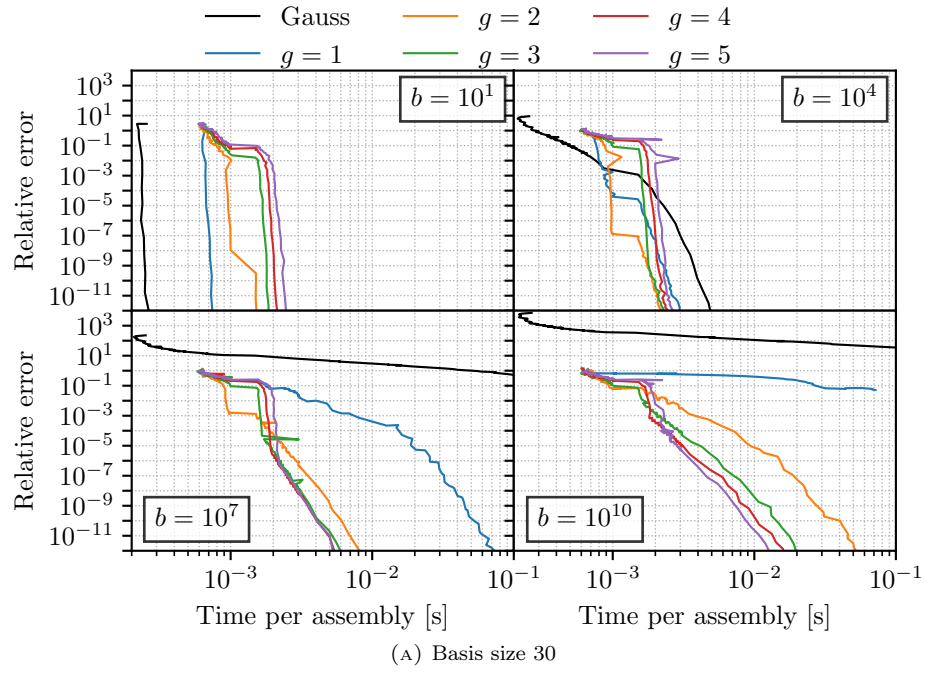 Gauss g = 2 g = 4
g = 1 g = 3 g = 5
10^3
10^1
10^-1
10^-3
10^-5
10^-7
10^-9
10^-11
Relative error
b = 10^1
b = 10^4
10^3
10^1
10^-1
10^-3
10^-5
10^-7
10^-9
10^-11
Relative error
b = 10^7
b = 10^10
10^-3 10^-2 10^-1 10^-3 10^-2 10^-1
Time per assembly [s] Time per assembly [s]
(A) Basis size 30